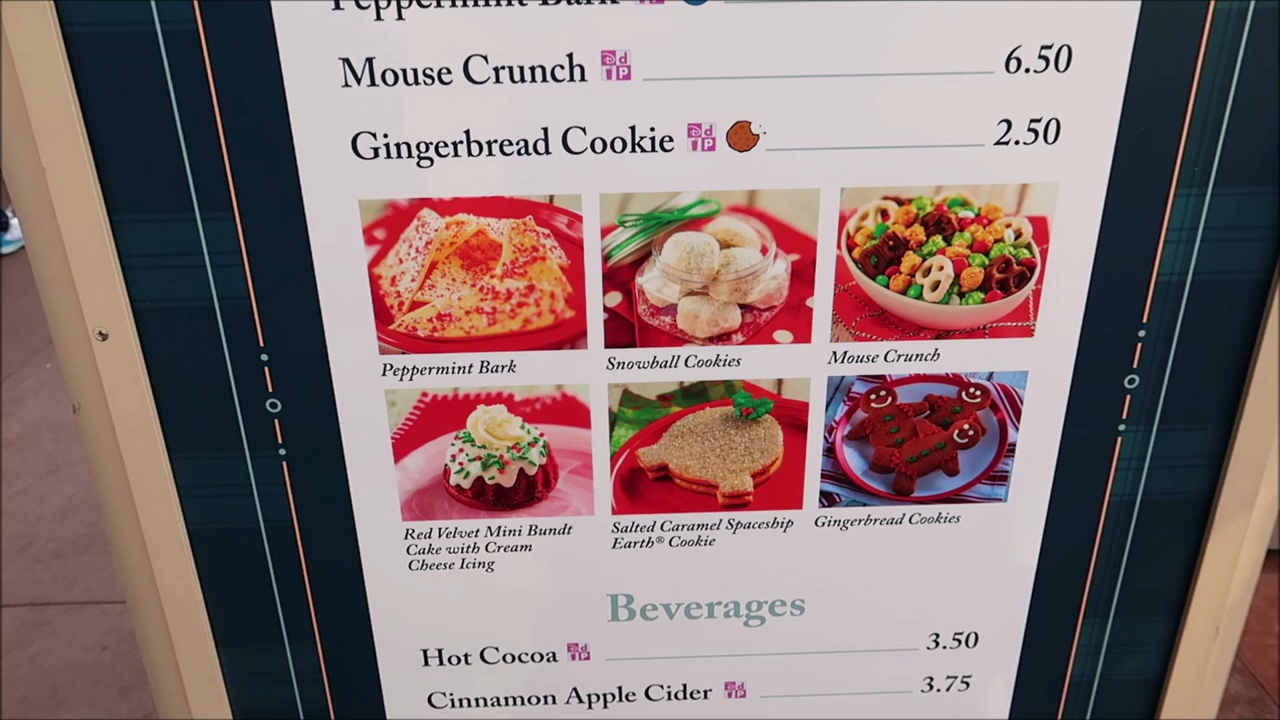 Peppermint Bark
Mouse Crunch 6.50
Gingerbread Cookie 2.50
Peppermint Bark
Snowball Cookies
Mouse Crunch
Red Velvet Mini Bundt
Cake with Cream
Cheese Icing
Salted Caramel Spaceship
Earth® Cookie
Gingerbread Cookies
Beverages
Hot Cocoa 3.50
Cinnamon Apple Cider 3.75